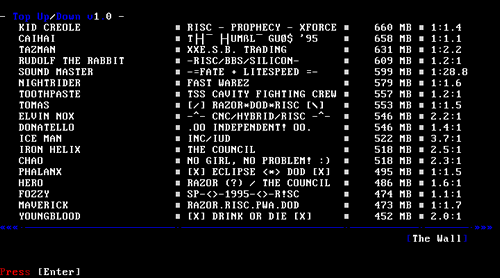 - Top Up/Down v1.0 -
KID CREOLE ■ RISC - PROPHECY - XFORCE ■ 660 MB ■ 1:1.4
CAIHAI ■ '95 ■ 658 MB ■ 1:1.1
TAZMAN ■ XXE.S.B. TRADING ■ 631 MB ■ 2:2.2
RUDOLF THE RABBIT ■ -RISC/BBS/SILICON- ■ 609 MB ■ 1.2:1
SOUND MASTER ■ -=FATE + LITESPEED =- ■ 599 MB ■ 1:28.8
NIGHTRIDER ■ FAST WAREZ ■ 579 MB ■ 1:1.6
TOOTHPASTE ■ TSS CAVITY FIGHTING CREW ■ 557 MB ■ 1.2:1
TOMAS ■ [/] RAZOR*DOD*RISC [\] ■ 553 MB ■ 1:1.5
ELVIN NOX ■ -^- CNC/HYBRID/RISC -^- ■ 546 MB ■ 2.2:1
DONATELLO ■ .OO INDEPENDENT! OO. ■ 546 MB ■ 1.4:1
ICE MAN ■ INC/IUD ■ 522 MB ■ 3.7:1
IRON HELIX ■ THE COUNCIL ■ 518 MB ■ 2.5:1
CHAO ■ NO GIRL, NO PROBLEM! :) ■ 518 MB ■ 2.3:1
PHALANX ■ [X] ECLIPSE <*> DOD [X] ■ 495 MB ■ 1:1.5
HERO ■ RAZOR (?) / THE COUNCIL ■ 486 MB ■ 1.6:1
FOZZY ■ SP-<>-1995-<>-R!SC ■ 474 MB ■ 1.1:1
MAVERICK ■ RAZOR.RISC.PWA.DOD ■ 473 MB ■ 1:1.7
YOUNGBLOOD ■ [X] DRINK OR DIE [X] ■ 452 MB ■ 2.0:1
(The Wall)
Press [Enter]